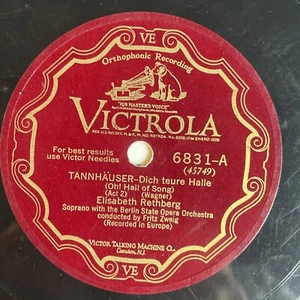 VE
Orthophonic Recording
"HIS MASTER'S VOICE"
VICTROLA
For best results
use Victor Needles
6831-A
(45749)
TANNHÄUSER-Dich teure Halle
(Oh! Hall of Song)
(Act 2) (Wagner)
Elisabeth Rethberg
Soprano with the Berlin State Opera Orchestra
conducted by Fritz Zweig
(Recorded in Europe)
VICTOR TALKING MACHINE CO.
Camden, N.J.
VE